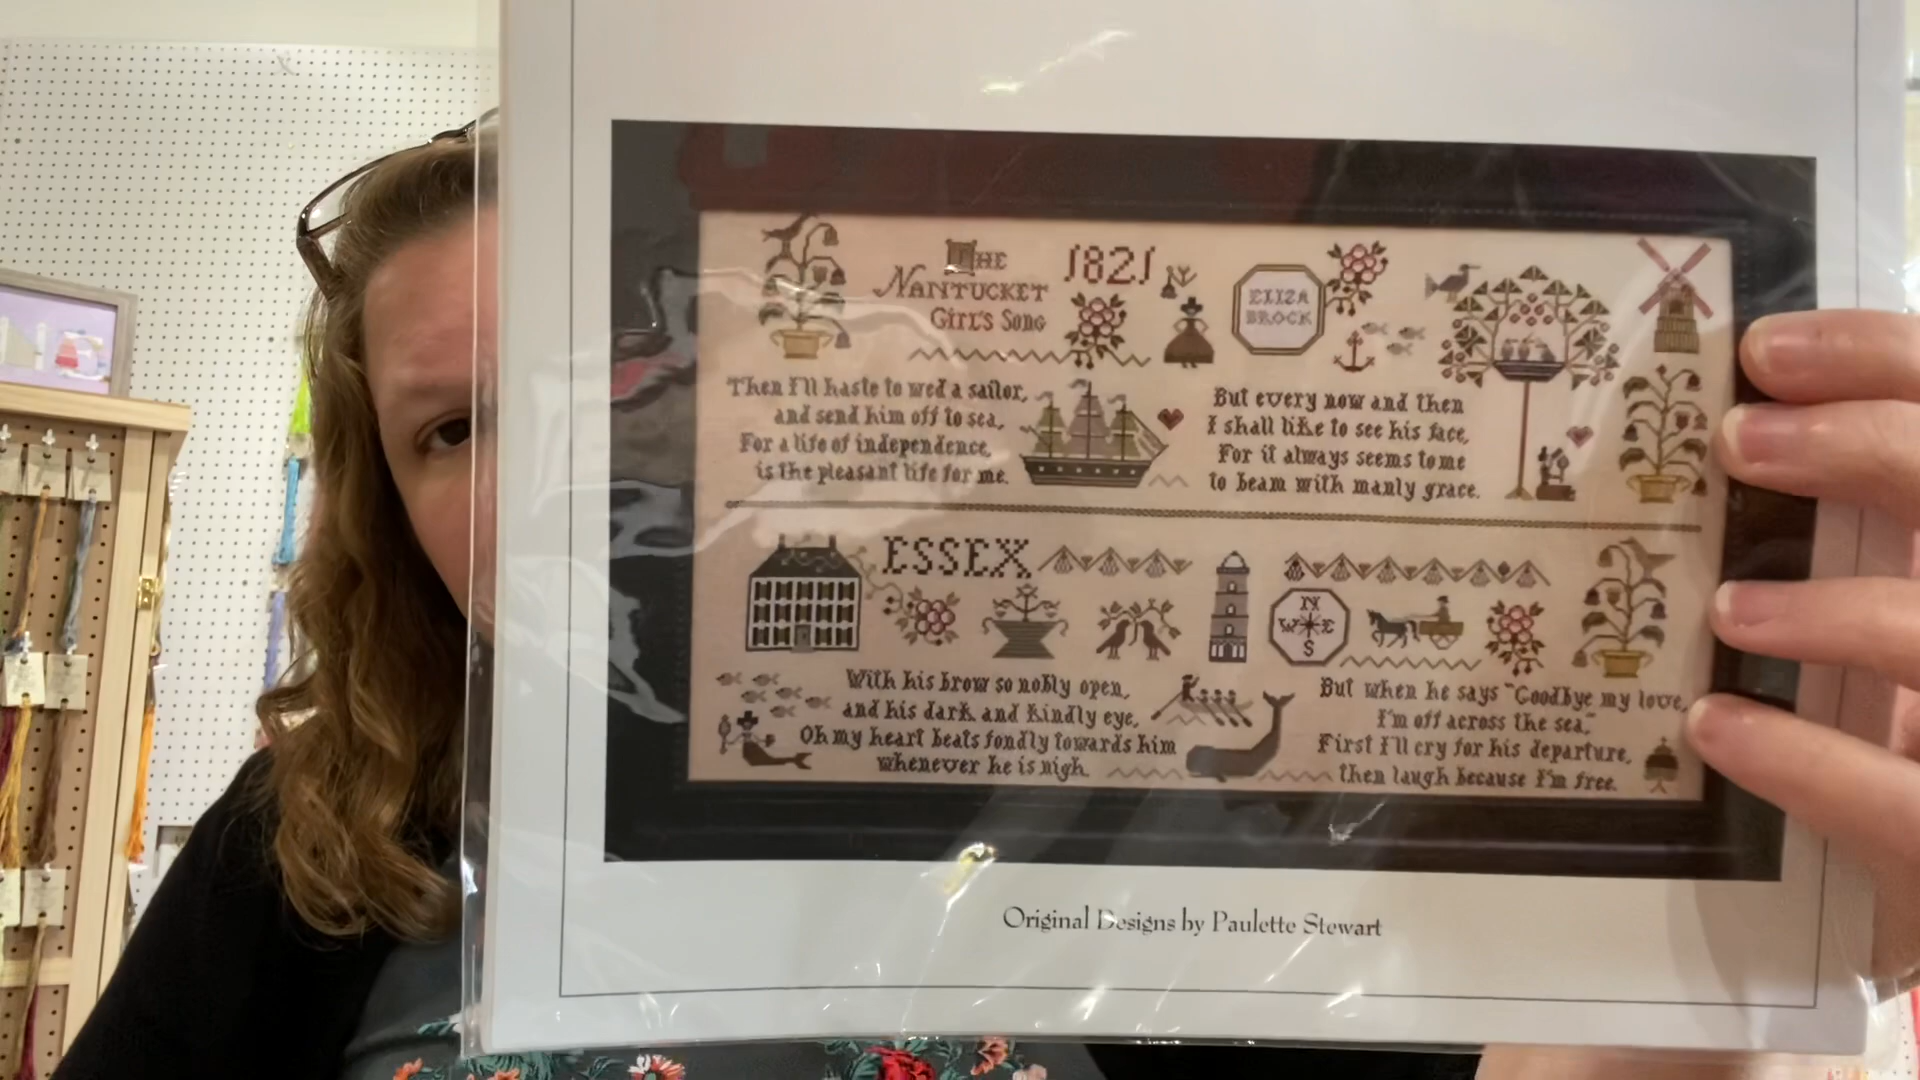 THE
NANTUCKET
Girl's Song
1821
ELIZA
BROCK
Then I'll haste to wed a sailor,
and send him off to sea,
For a life of independence,
is the pleasant life for me.
But every now and then
I shall like to see his face,
For it always seems to me
to beam with manly grace.
ESSEX
N
W E
S
With his brow so nobly open,
and his dark and kindly eye,
Oh my heart beats fondly towards him
whenever he is nigh.
But when he says "Goodbye my love,
I'm off across the sea,"
First I'll cry for his departure,
then laugh because I'm free.
Original Designs by Paulette Stewart